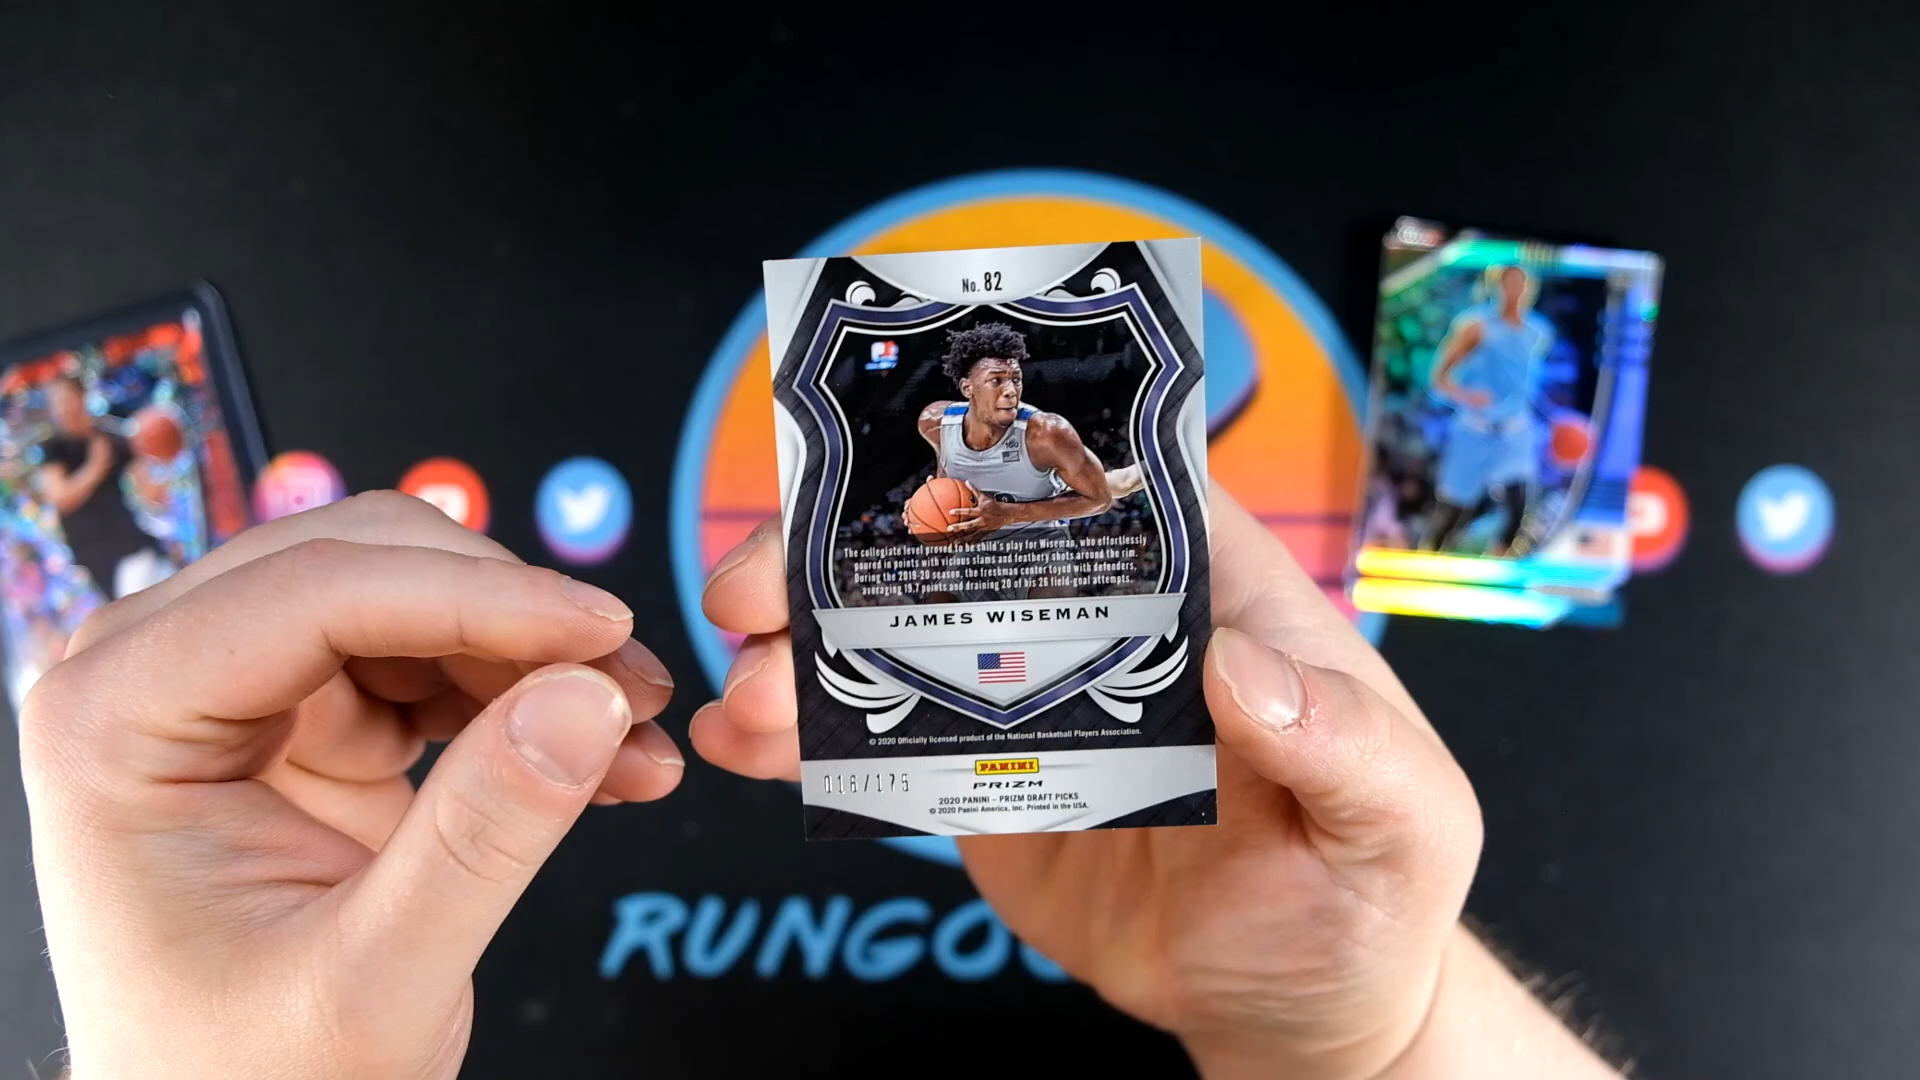 No. 82
The collegiate level proved to be child's play for Wiseman, who effortlessly
poured in points with vicious slams and feathery shots around the rim.
During the 2019-20 season, the freshman center toyed with defenders,
averaging 19.7 points and draining 20 of his 26 field-goal attempts.
JAMES WISEMAN
© 2020 Officially licensed product of the National Basketball Players Association.
016/175
PANINI
PRIZM
2020 PANINI – PRIZM DRAFT PICKS
© 2020 Panini America, Inc. Printed in the USA.